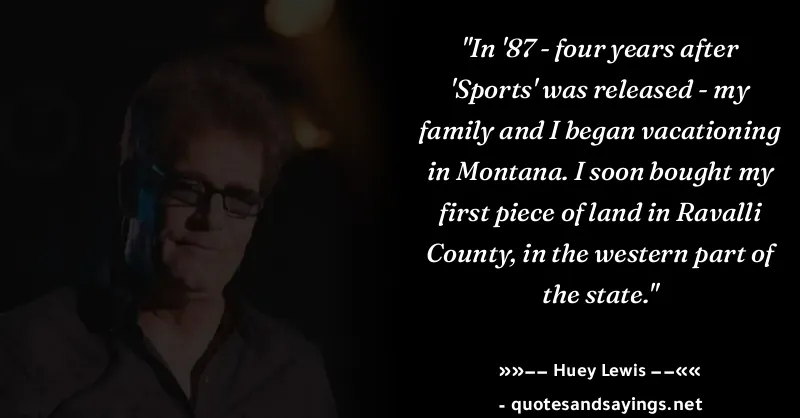 "In '87 - four years after
'Sports' was released - my
family and I began vacationing
in Montana. I soon bought my
first piece of land in Ravalli
County, in the western part of
the state."
»»−− Huey Lewis −−««
- quotesandsayings.net